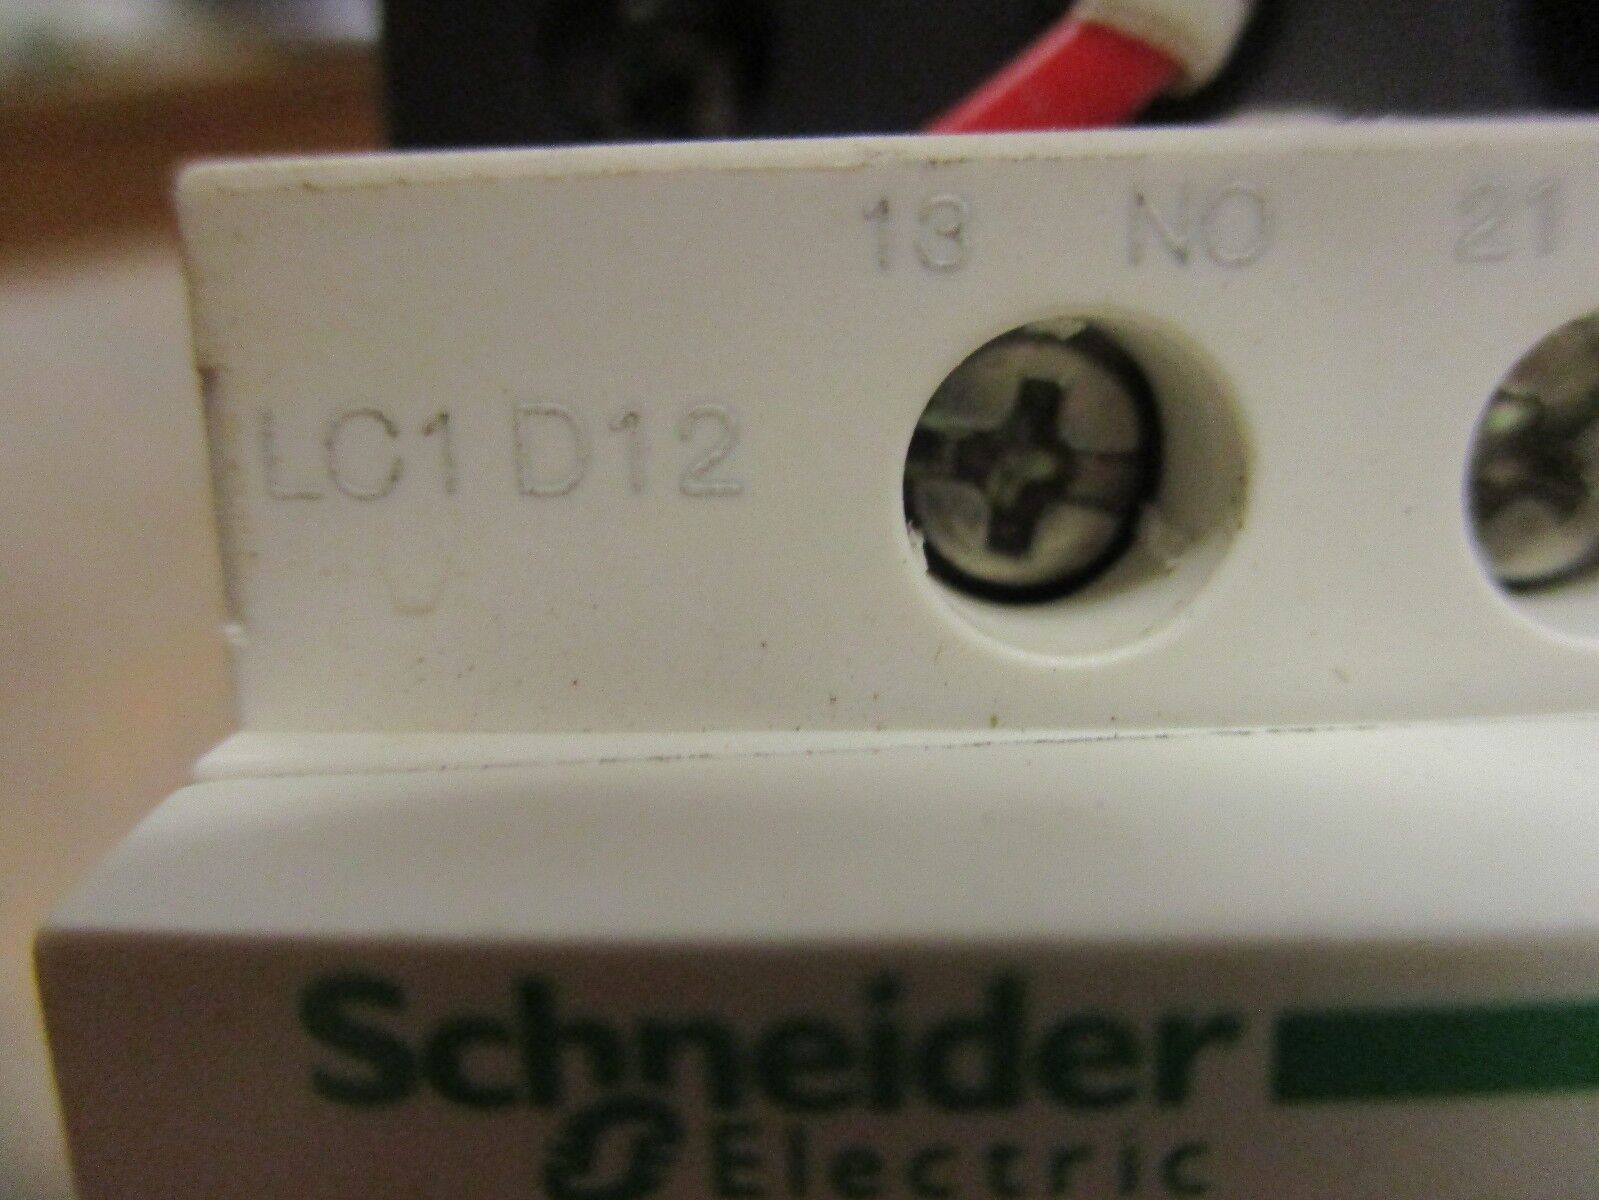 13 NO 21
LC1 D12
Schneider
Electric